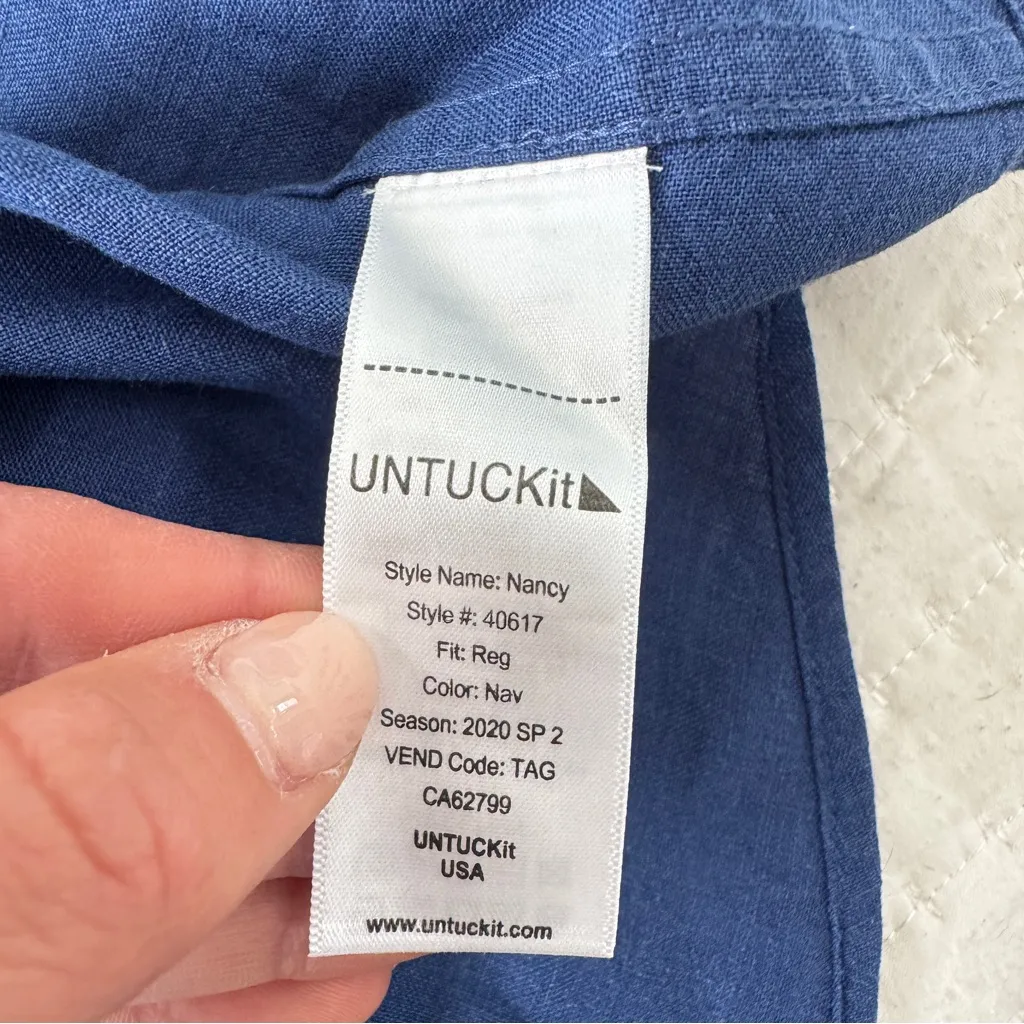 UNTUCKit
Style Name: Nancy
Style #: 40617
Fit: Reg
Color: Nav
Season: 2020 SP 2
VEND Code: TAG
CA62799
UNTUCKit
USA
www.untuckit.com